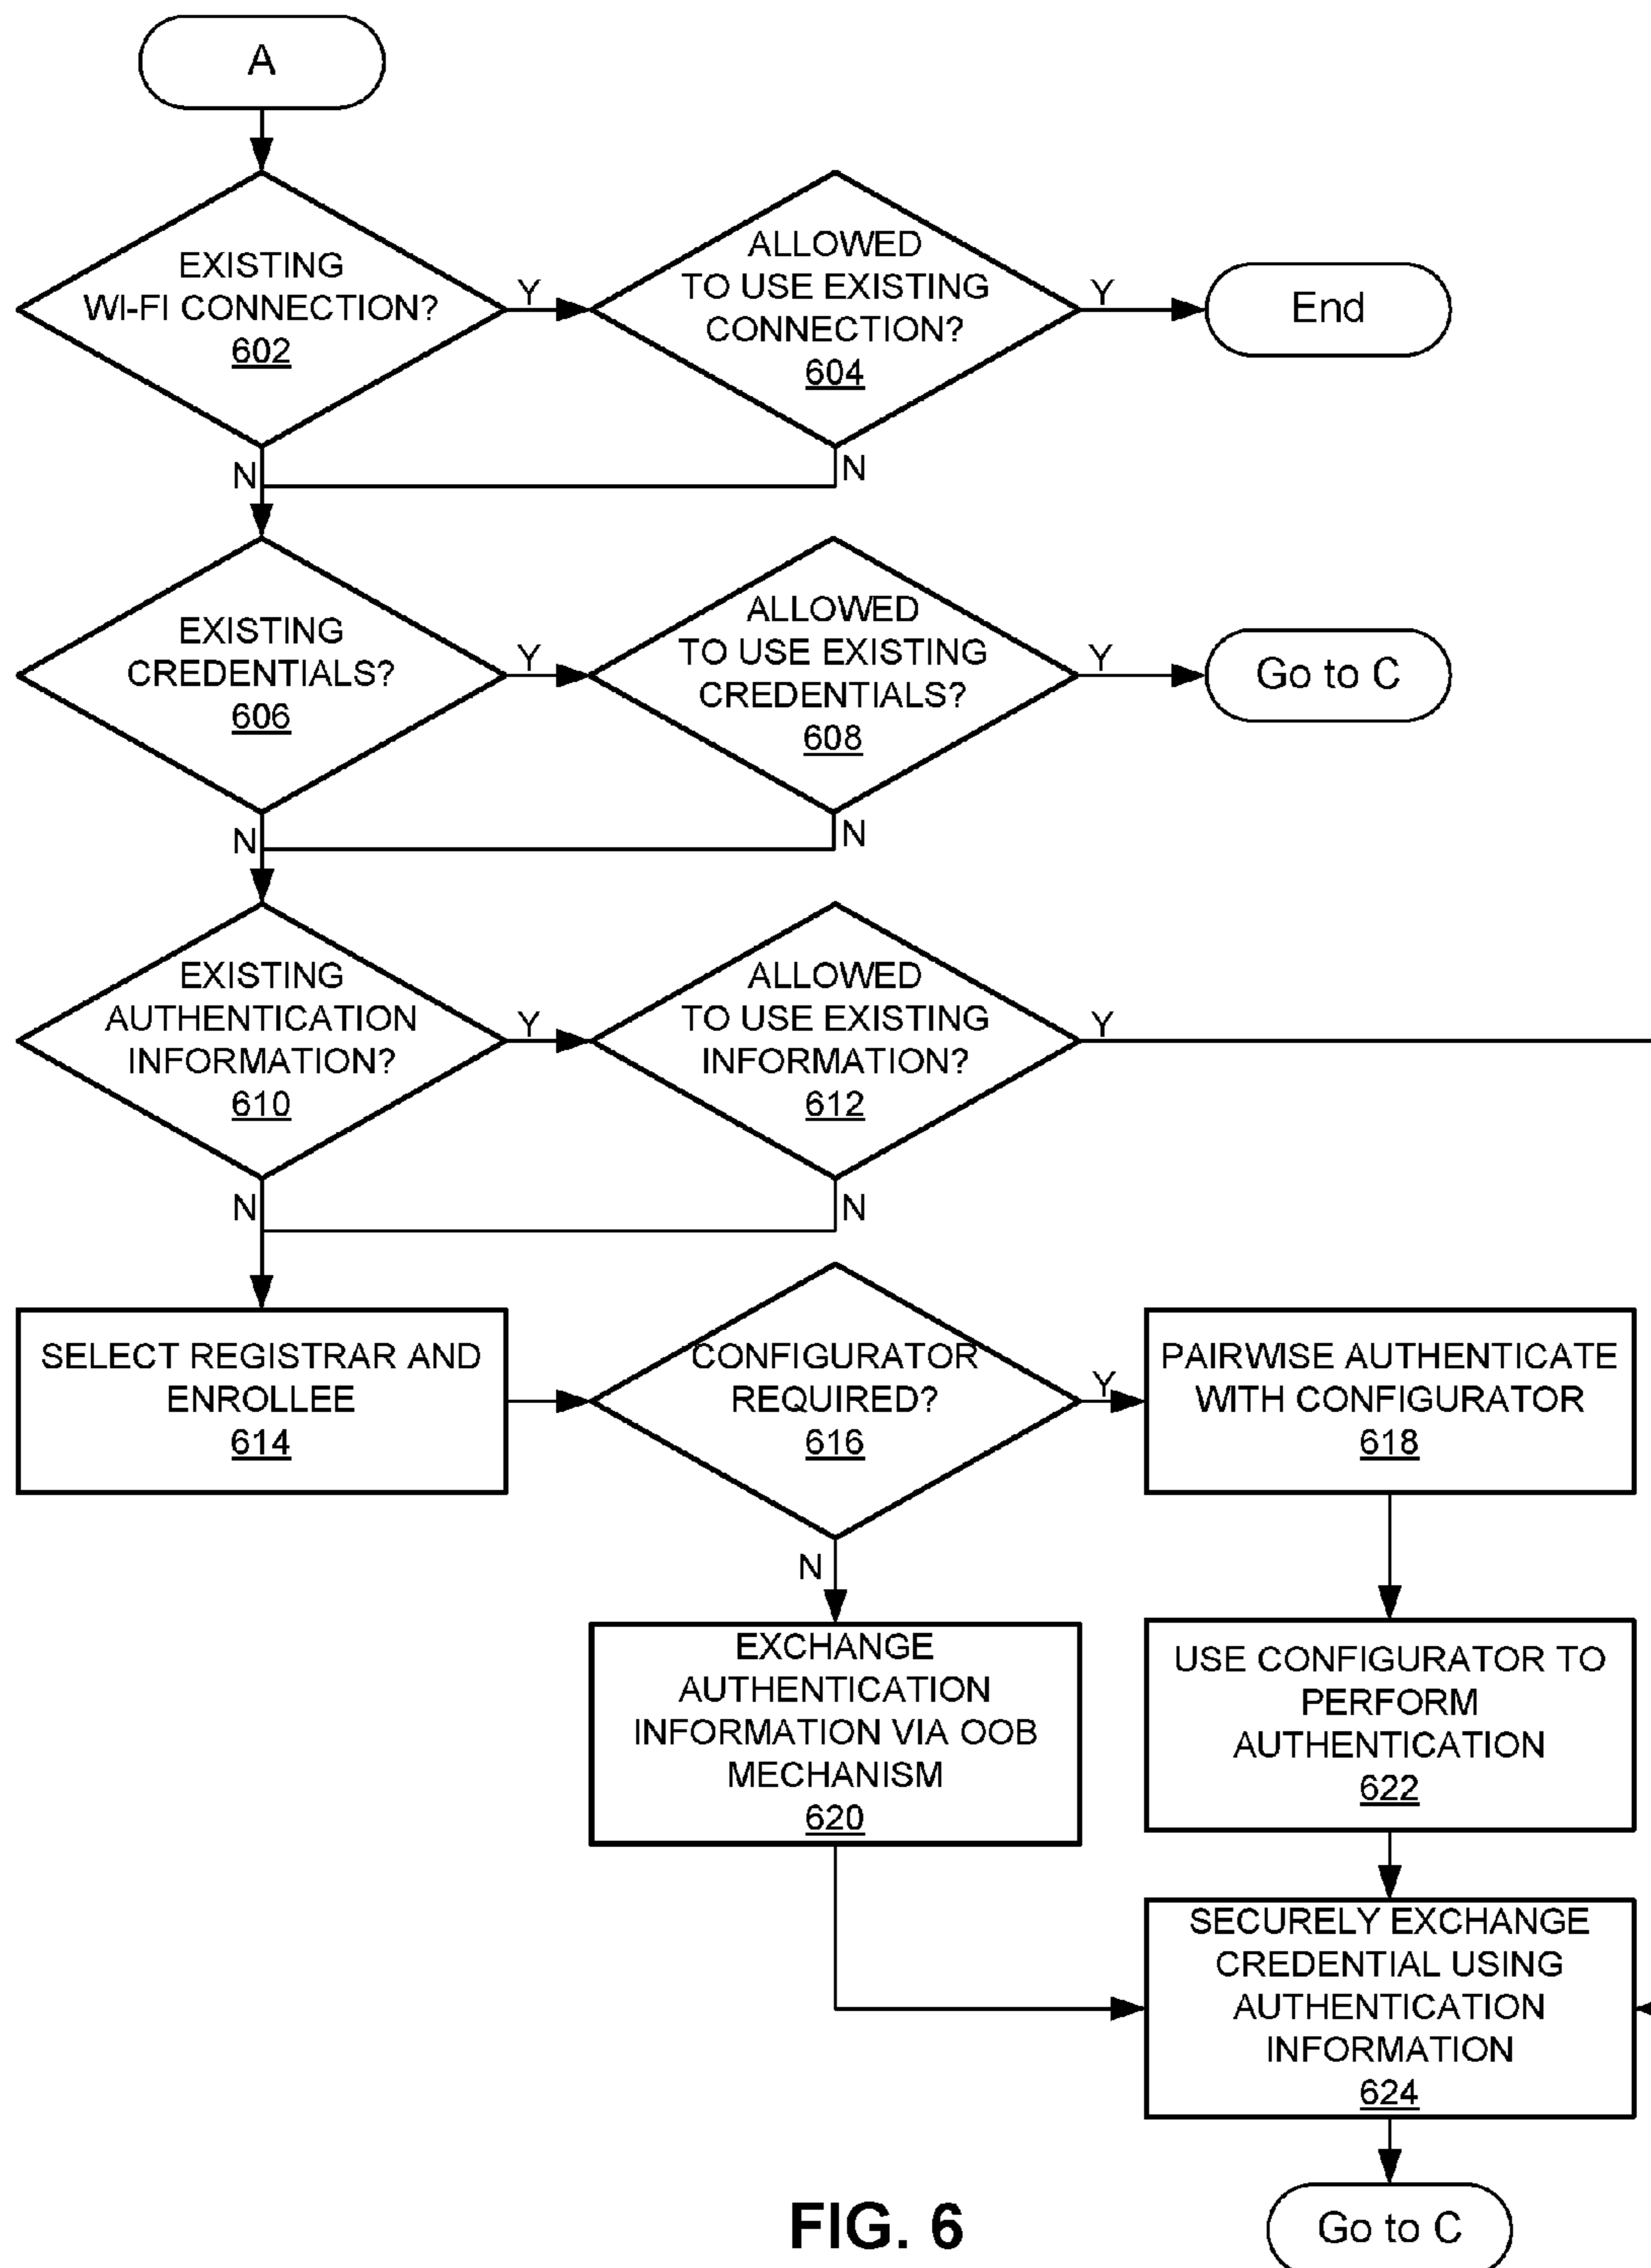 A
EXISTING
WI-FI CONNECTION?
602
Y
N
ALLOWED
TO USE EXISTING
CONNECTION?
604
Y
N
End
EXISTING
CREDENTIALS?
606
Y
N
ALLOWED
TO USE EXISTING
CREDENTIALS?
608
Y
N
Go to C
EXISTING
AUTHENTICATION
INFORMATION?
610
Y
N
ALLOWED
TO USE EXISTING
INFORMATION?
612
Y
N
SELECT REGISTRAR AND
ENROLLEE
614
CONFIGURATOR
REQUIRED?
616
Y
N
PAIRWISE AUTHENTICATE
WITH CONFIGURATOR
618
EXCHANGE
AUTHENTICATION
INFORMATION VIA OOB
MECHANISM
620
USE CONFIGURATOR TO
PERFORM
AUTHENTICATION
622
SECURELY EXCHANGE
CREDENTIAL USING
AUTHENTICATION
INFORMATION
624
Go to C
FIG. 6